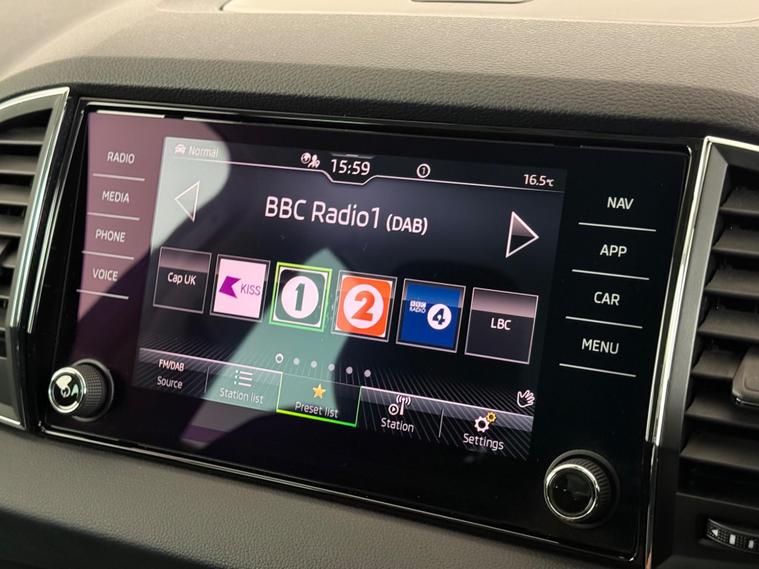 RADIO
MEDIA
PHONE
VOICE
Normal
15:59
1
16.5°C
BBC Radio1 (DAB)
Cap UK
KISS
1
2
BBC
RADIO
4
LBC
FM/DAB
Source
Station list
Preset list
Station
Settings
NAV
APP
CAR
MENU
A